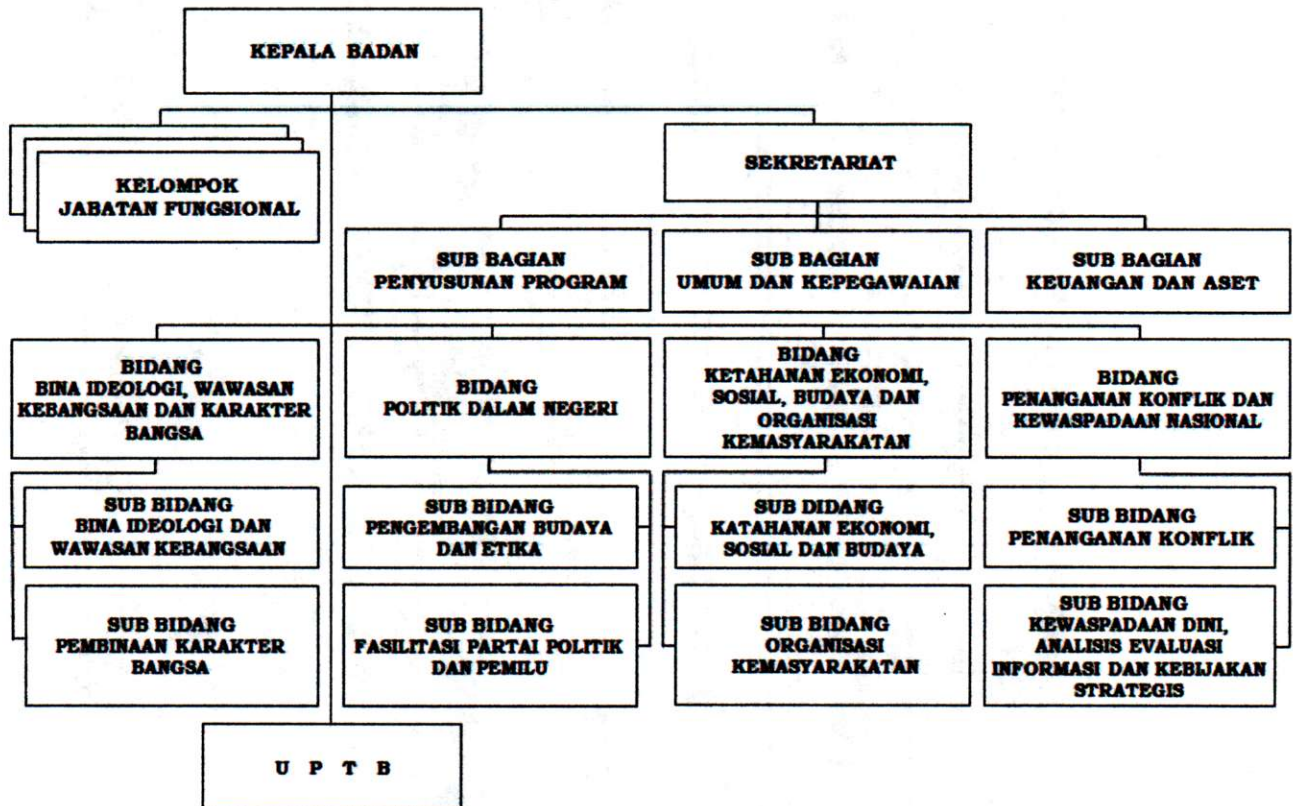 KEPALA BADAN
KELOMPOK
JABATAN FUNGSIONAL
SEKRETARIAT
SUB BAGIAN
PENYUSUNAN PROGRAM
SUB BAGIAN
UMUM DAN KEPEGAWAIAN
SUB BAGIAN
KEUANGAN DAN ASET
BIDANG
BINA IDEOLOGI, WAWASAN
KEBANGSAAN DAN KARAKTER
BANGSA
BIDANG
POLITIK DALAM NEGERI
BIDANG
KETAHANAN EKONOMI,
SOSIAL, BUDAYA DAN
ORGANISASI
KEMASYARAKATAN
BIDANG
PENANGANAN KONFLIK DAN
KEWASPADAAN NASIONAL
SUB BIDANG
BINA IDEOLOGI DAN
WAWASAN KEBANGSAAN
SUB BIDANG
PENGEMBANGAN BUDAYA
DAN ETIKA
SUB DIDANG
KATAHANAN EKONOMI,
SOSIAL DAN BUDAYA
SUB BIDANG
PENANGANAN KONFLIK
SUB BIDANG
PEMBINAAN KARAKTER
BANGSA
SUB BIDANG
FASILITASI PARTAI POLITIK
DAN PEMILU
SUB BIDANG
ORGANISASI
KEMASYARAKATAN
SUB BIDANG
KEWASPADAAN DINI,
ANALISIS EVALUASI
INFORMASI DAN KEBIJAKAN
STRATEGIS
U P T B